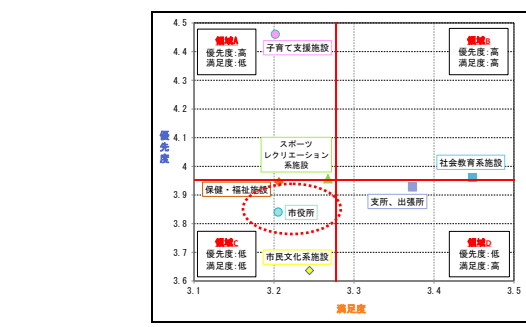 4.5
4.4
4.3
4.2
4.1
4
3.9
3.8
3.7
3.6
3.1
3.2
3.3
3.4
3.5
優先度
満足度
領域A
優先度:高
満足度:低
領域B
優先度:高
満足度:高
領域C
優先度:低
満足度:低
領域D
優先度:低
満足度:高
子育て支援施設
スポーツ
レクリエーション
系施設
社会教育系施設
保健・福祉施設
支所、出張所
市役所
市民文化系施設